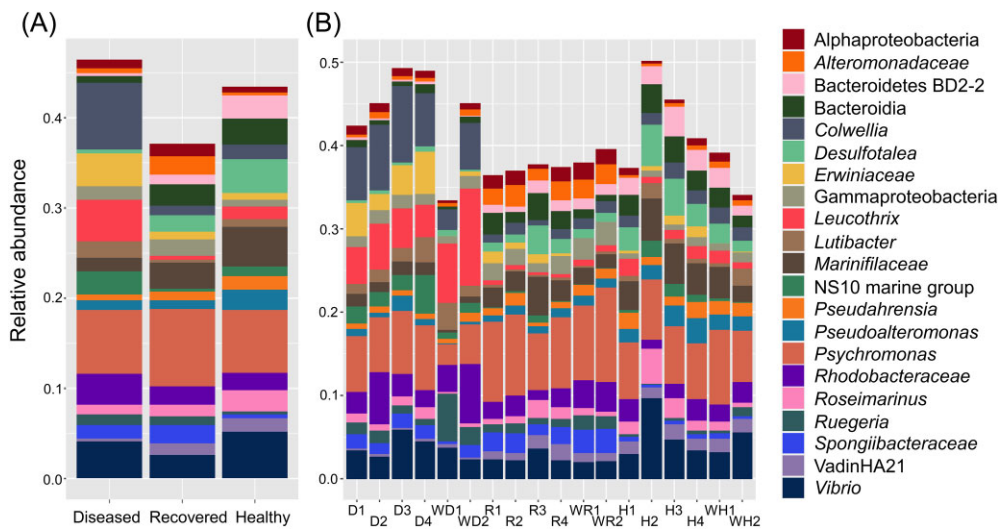 (A)
(B)
Relative abundance
0.4
0.3
0.2
0.1
0.0
Diseased Recovered Healthy
0.5
0.4
0.3
0.2
0.1
0.0
D1 D3 WD1 R1 R3 WR1 H1 H3 WH1
D2 D4 WD2 R2 R4 WR2 H2 H4 WH2
Alphaproteobacteria
Alteromonadaceae
Bacteroidetes BD2-2
Bacteroidia
Colwellia
Desulfotalea
Erwiniaceae
Gammaproteobacteria
Leucothrix
Lutibacter
Marinifilaceae
NS10 marine group
Pseudahrensia
Pseudoalteromonas
Psychromonas
Rhodobacteraceae
Roseimarinus
Ruegeria
Spongiibacteraceae
VadinHA21
Vibrio